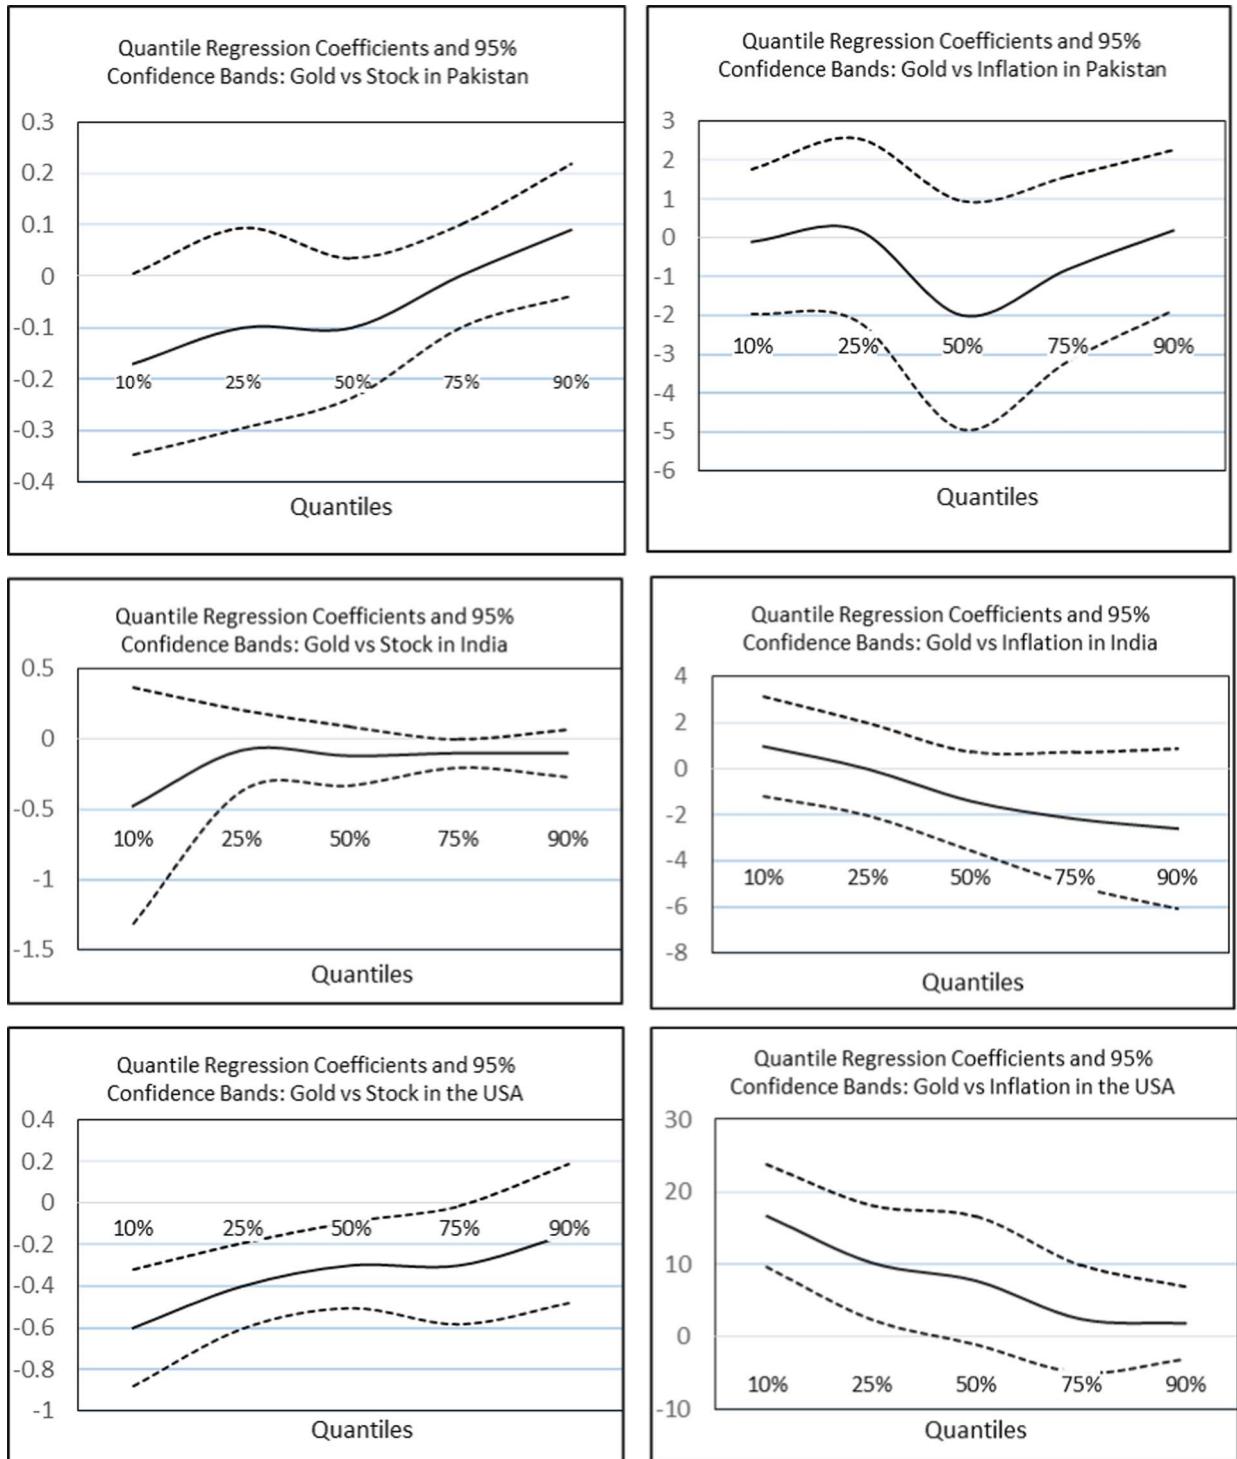 Quantile Regression Coefficients and 95%
Confidence Bands: Gold vs Stock in Pakistan
0.3
0.2
0.1
0
-0.1
-0.2
-0.3
-0.4
10% 25% 50% 75% 90%
Quantiles
Quantile Regression Coefficients and 95%
Confidence Bands: Gold vs Inflation in Pakistan
3
2
1
0
-1
-2
-3
-4
-5
-6
10% 25% 50% 75% 90%
Quantiles
Quantile Regression Coefficients and 95%
Confidence Bands: Gold vs Stock in India
0.5
0
-0.5
-1
-1.5
10% 25% 50% 75% 90%
Quantiles
Quantile Regression Coefficients and 95%
Confidence Bands: Gold vs Inflation in India
4
2
0
-2
-4
-6
-8
10% 25% 50% 75% 90%
Quantiles
Quantile Regression Coefficients and 95%
Confidence Bands: Gold vs Stock in the USA
0.4
0.2
0
-0.2
-0.4
-0.6
-0.8
-1
10% 25% 50% 75% 90%
Quantiles
Quantile Regression Coefficients and 95%
Confidence Bands: Gold vs Inflation in the USA
30
20
10
0
-10
10% 25% 50% 75% 90%
Quantiles